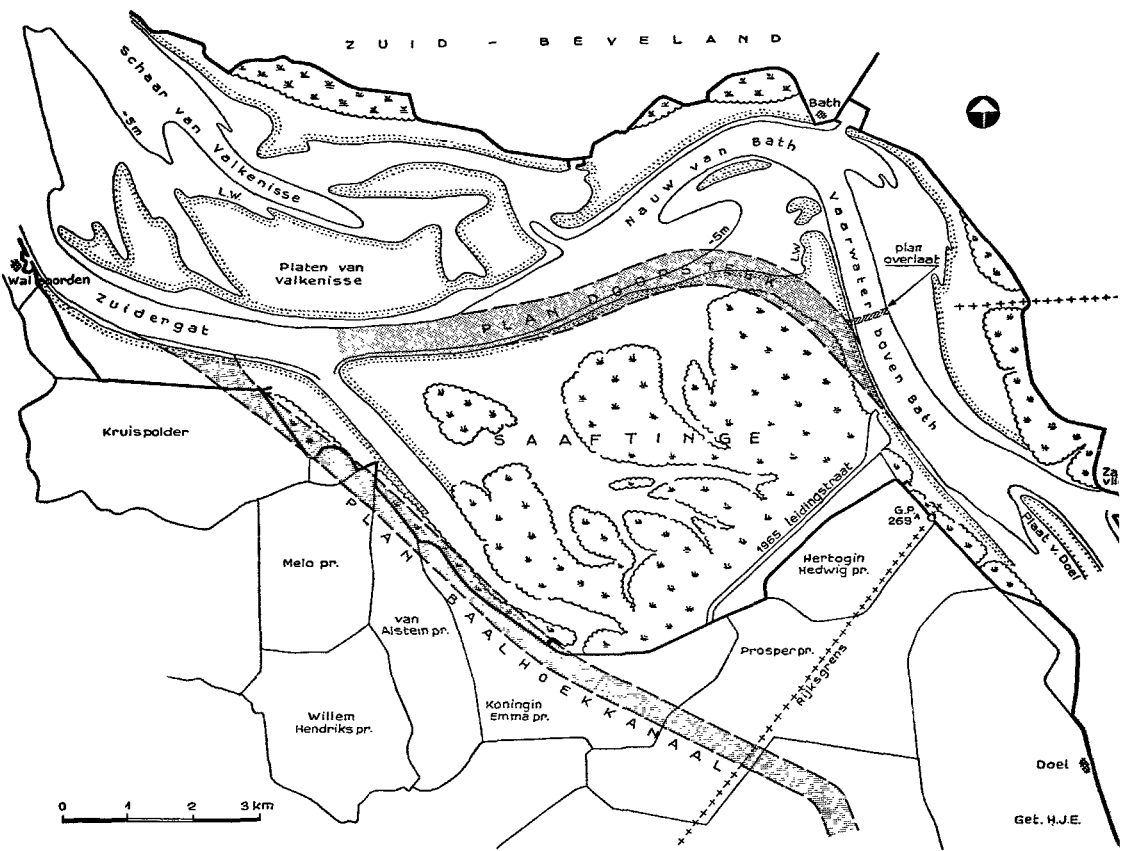 ZUID - BEVELAND
Schaar van Valkenisse
-5m
L.W.
Bath
Nauw van Bath
-5m
L.W.
Vaarwater boven Bath
plan
overlaat
Platen van
Valkenisse
Zuidergat
PLAN DOORSTEEK
Kruispolder
SAAFTINGE
1965 leidingstraat
G.P.
269
Plaat v. Doel
Melo pr.
Hertogin
Hedwig pr.
van
Alstein pr.
PLAN BAALHOEKKANAAL
Prosper pr.
Rijksgrens
Willem
Hendriks pr.
Koningin
Emma pr.
Doel
0 1 2 3 km
Get. H.J.E.